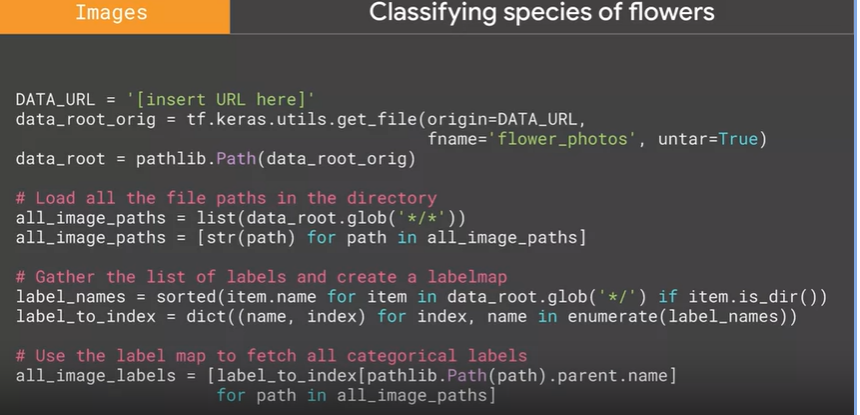 Images
Classifying species of flowers
DATA_URL = '[insert URL here]'
data_root_orig = tf.keras.utils.get_file(origin=DATA_URL,
fname='flower_photos', untar=True)
data_root = pathlib.Path(data_root_orig)
# Load all the file paths in the directory
all_image_paths = list(data_root.glob('*/*'))
all_image_paths = [str(path) for path in all_image_paths]
# Gather the list of labels and create a labelmap
label_names = sorted(item.name for item in data_root.glob('*/') if item.is_dir())
label_to_index = dict((name, index) for index, name in enumerate(label_names))
# Use the label map to fetch all categorical labels
all_image_labels = [label_to_index[pathlib.Path(path).parent.name]
for path in all_image_paths]